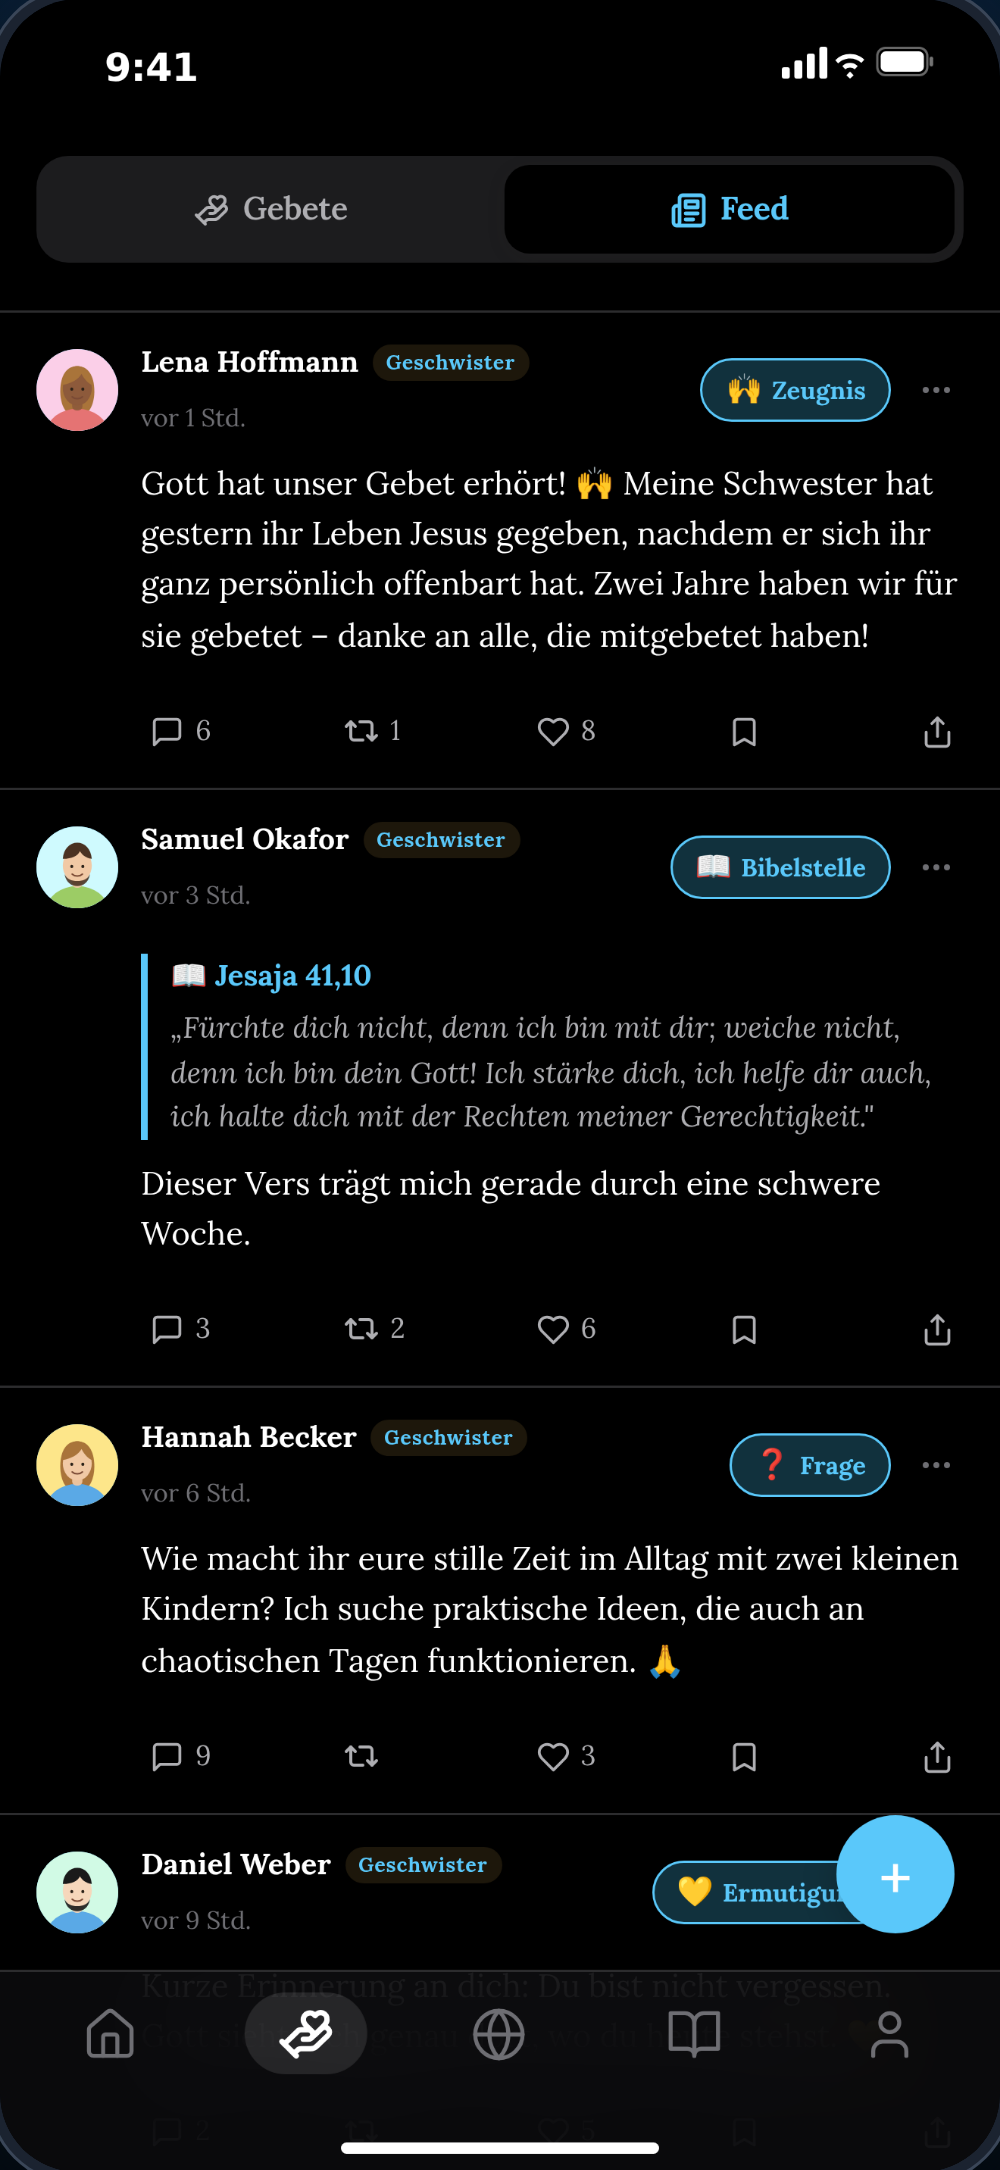 9:41
Gebete
Feed
Lena Hoffmann Geschwister
🙌 Zeugnis
vor 1 Std.
Gott hat unser Gebet erhört! 🙌 Meine Schwester hat
gestern ihr Leben Jesus gegeben, nachdem er sich ihr
ganz persönlich offenbart hat. Zwei Jahre haben wir für
sie gebetet – danke an alle, die mitgebetet haben!
6 1 8
Samuel Okafor Geschwister
📖 Bibelstelle
vor 3 Std.
📖 Jesaja 41,10
„Fürchte dich nicht, denn ich bin mit dir; weiche nicht,
denn ich bin dein Gott! Ich stärke dich, ich helfe dir auch,
ich halte dich mit der Rechten meiner Gerechtigkeit."
Dieser Vers trägt mich gerade durch eine schwere
Woche.
3 2 6
Hannah Becker Geschwister
❓ Frage
vor 6 Std.
Wie macht ihr eure stille Zeit im Alltag mit zwei kleinen
Kindern? Ich suche praktische Ideen, die auch an
chaotischen Tagen funktionieren. 🙏
9 3
Daniel Weber Geschwister
vor 9 Std.
Kurze Erinnerung an dich: Du bist nicht vergessen.
Gott genau wo du
2 5